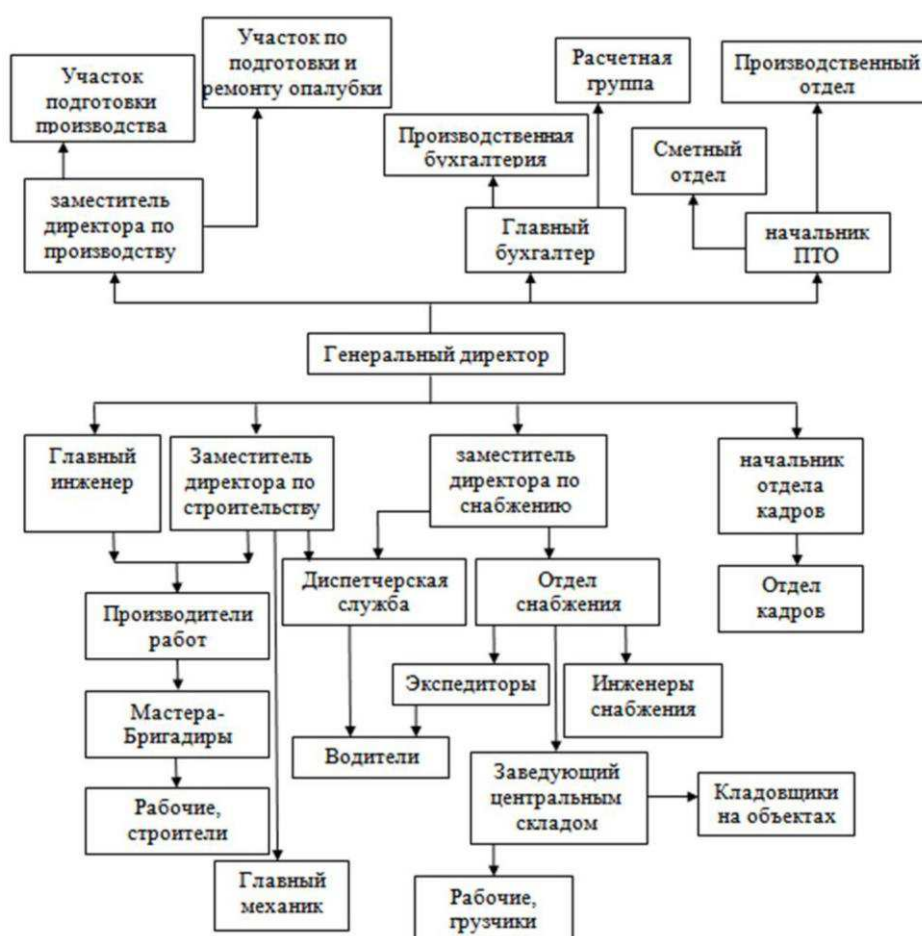 Участок
подготовки
производства
Участок по
подготовки и
ремонту опалубки
Расчетная
группа
Производственный
отдел
Производственная
бухгалтерия
Сметный
отдел
заместитель
директора по
производству
Главный
бухгалтер
начальник
ПТО
Генеральный директор
Главный
инженер
Заместитель
директора по
строительству
заместитель
директора по
снабжению
начальник
отдела
кадров
Диспетчерская
служба
Отдел
снабжения
Отдел
кадров
Производители
работ
Экспедиторы
Инженеры
снабжения
Мастера-
Бригадиры
Водители
Заведующий
центральным
складом
Кладовщики
на объектах
Рабочие,
строители
Главный
механик
Рабочие,
грузчики